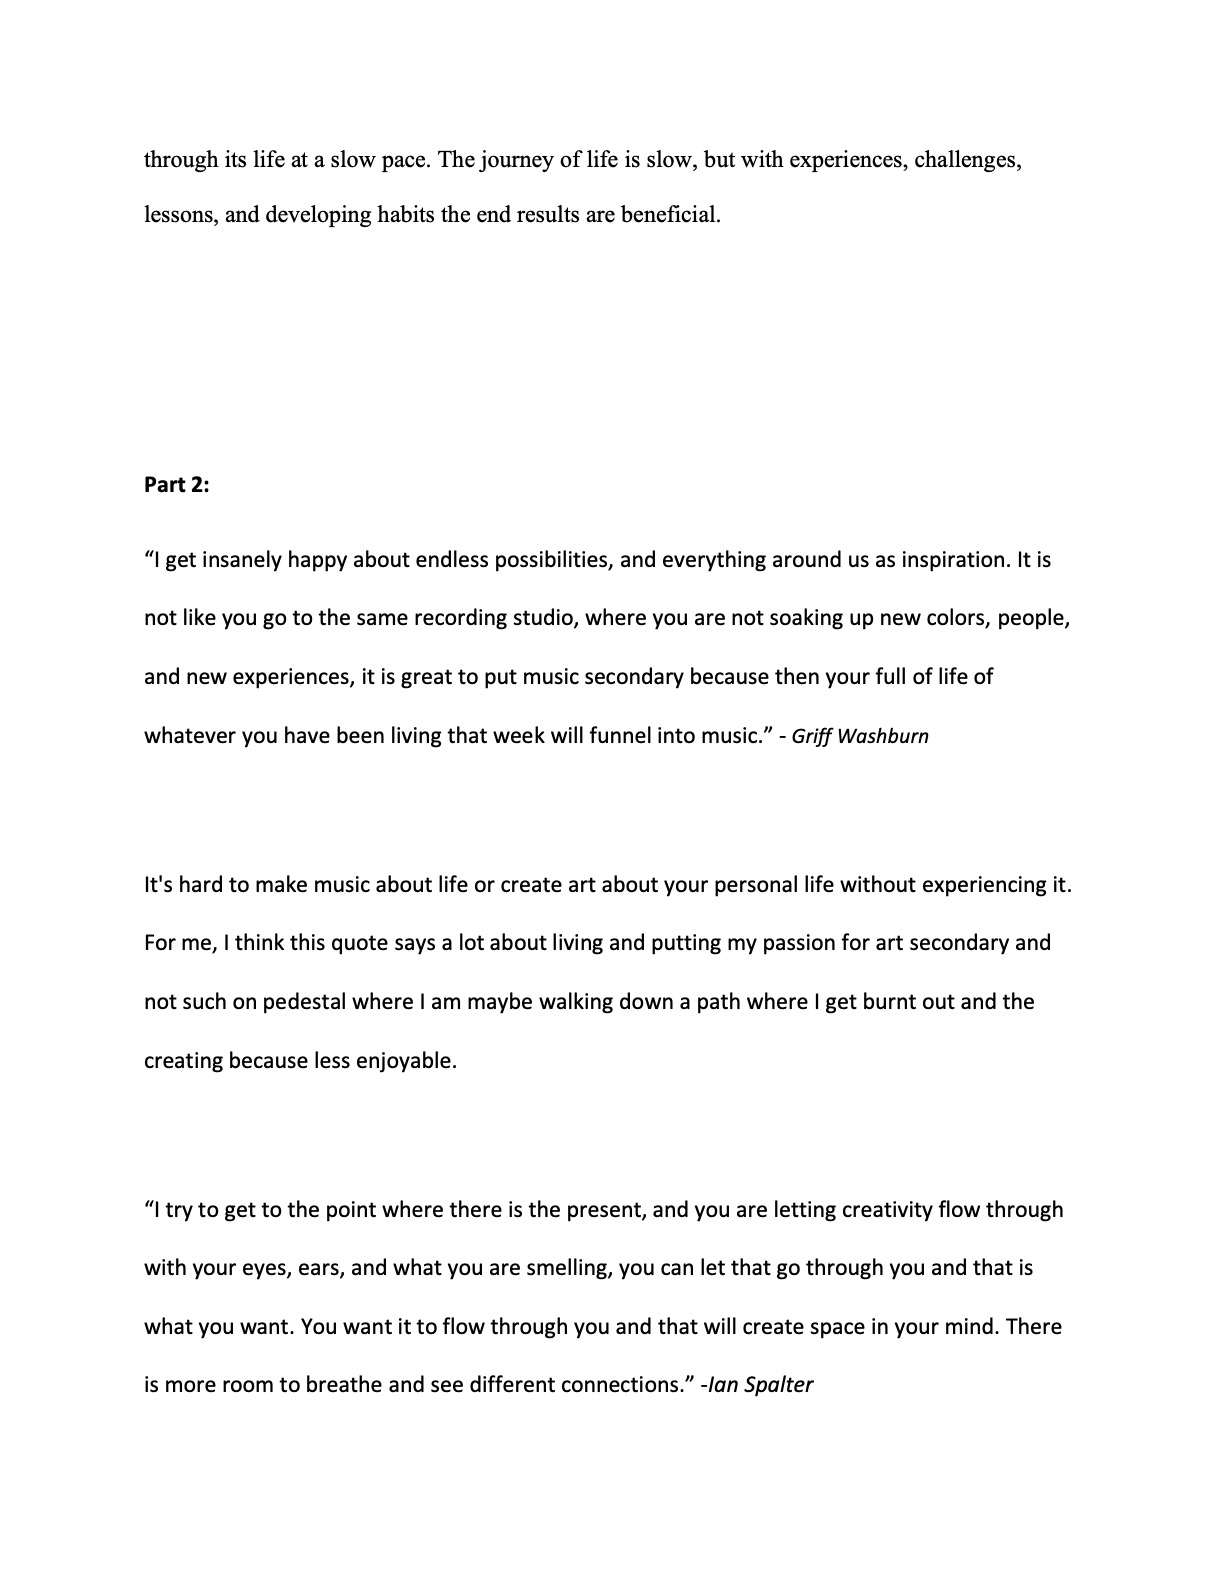 through its life at a slow pace. The journey of life is slow, but with experiences, challenges,
lessons, and developing habits the end results are beneficial.
Part 2:
“I get insanely happy about endless possibilities, and everything around us as inspiration. It is
not like you go to the same recording studio, where you are not soaking up new colors, people,
and new experiences, it is great to put music secondary because then your full of life of
whatever you have been living that week will funnel into music.” - Griff Washburn
It's hard to make music about life or create art about your personal life without experiencing it.
For me, I think this quote says a lot about living and putting my passion for art secondary and
not such on pedestal where I am maybe walking down a path where I get burnt out and the
creating because less enjoyable.
“I try to get to the point where there is the present, and you are letting creativity flow through
with your eyes, ears, and what you are smelling, you can let that go through you and that is
what you want. You want it to flow through you and that will create space in your mind. There
is more room to breathe and see different connections.” -Ian Spalter